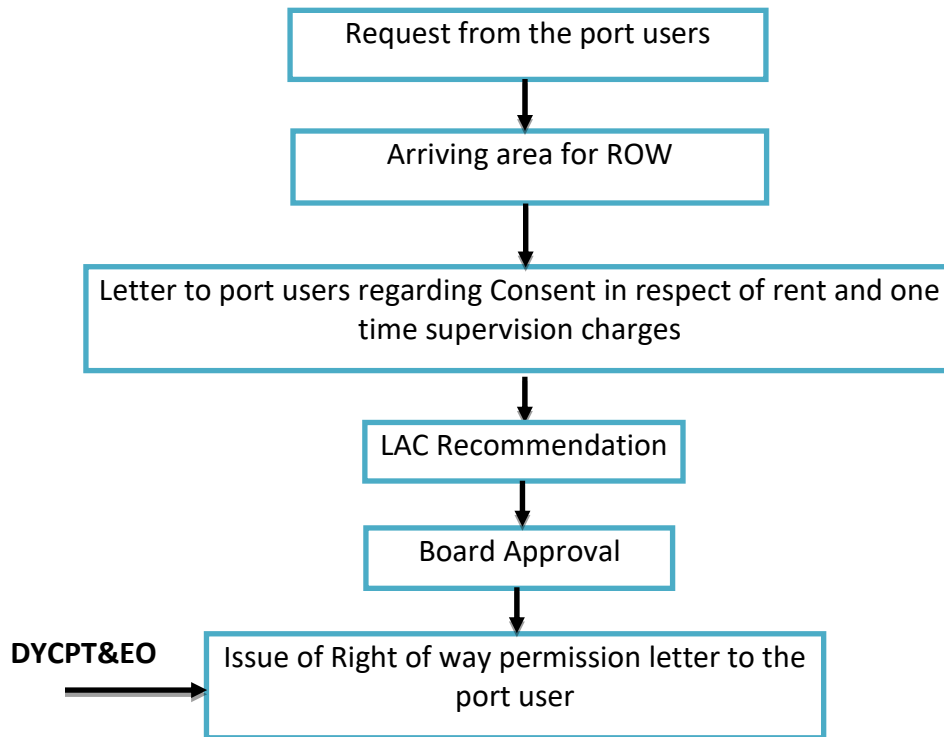 Request from the port users
Arriving area for ROW
Letter to port users regarding Consent in respect of rent and one
time supervision charges
LAC Recommendation
Board Approval
DYCPT&EO
Issue of Right of way permission letter to the
port user